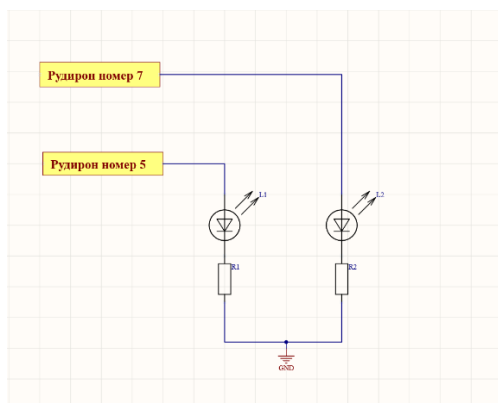 Рудирон номер 7
Рудирон номер 5
L1
L2
R1
R2
GND